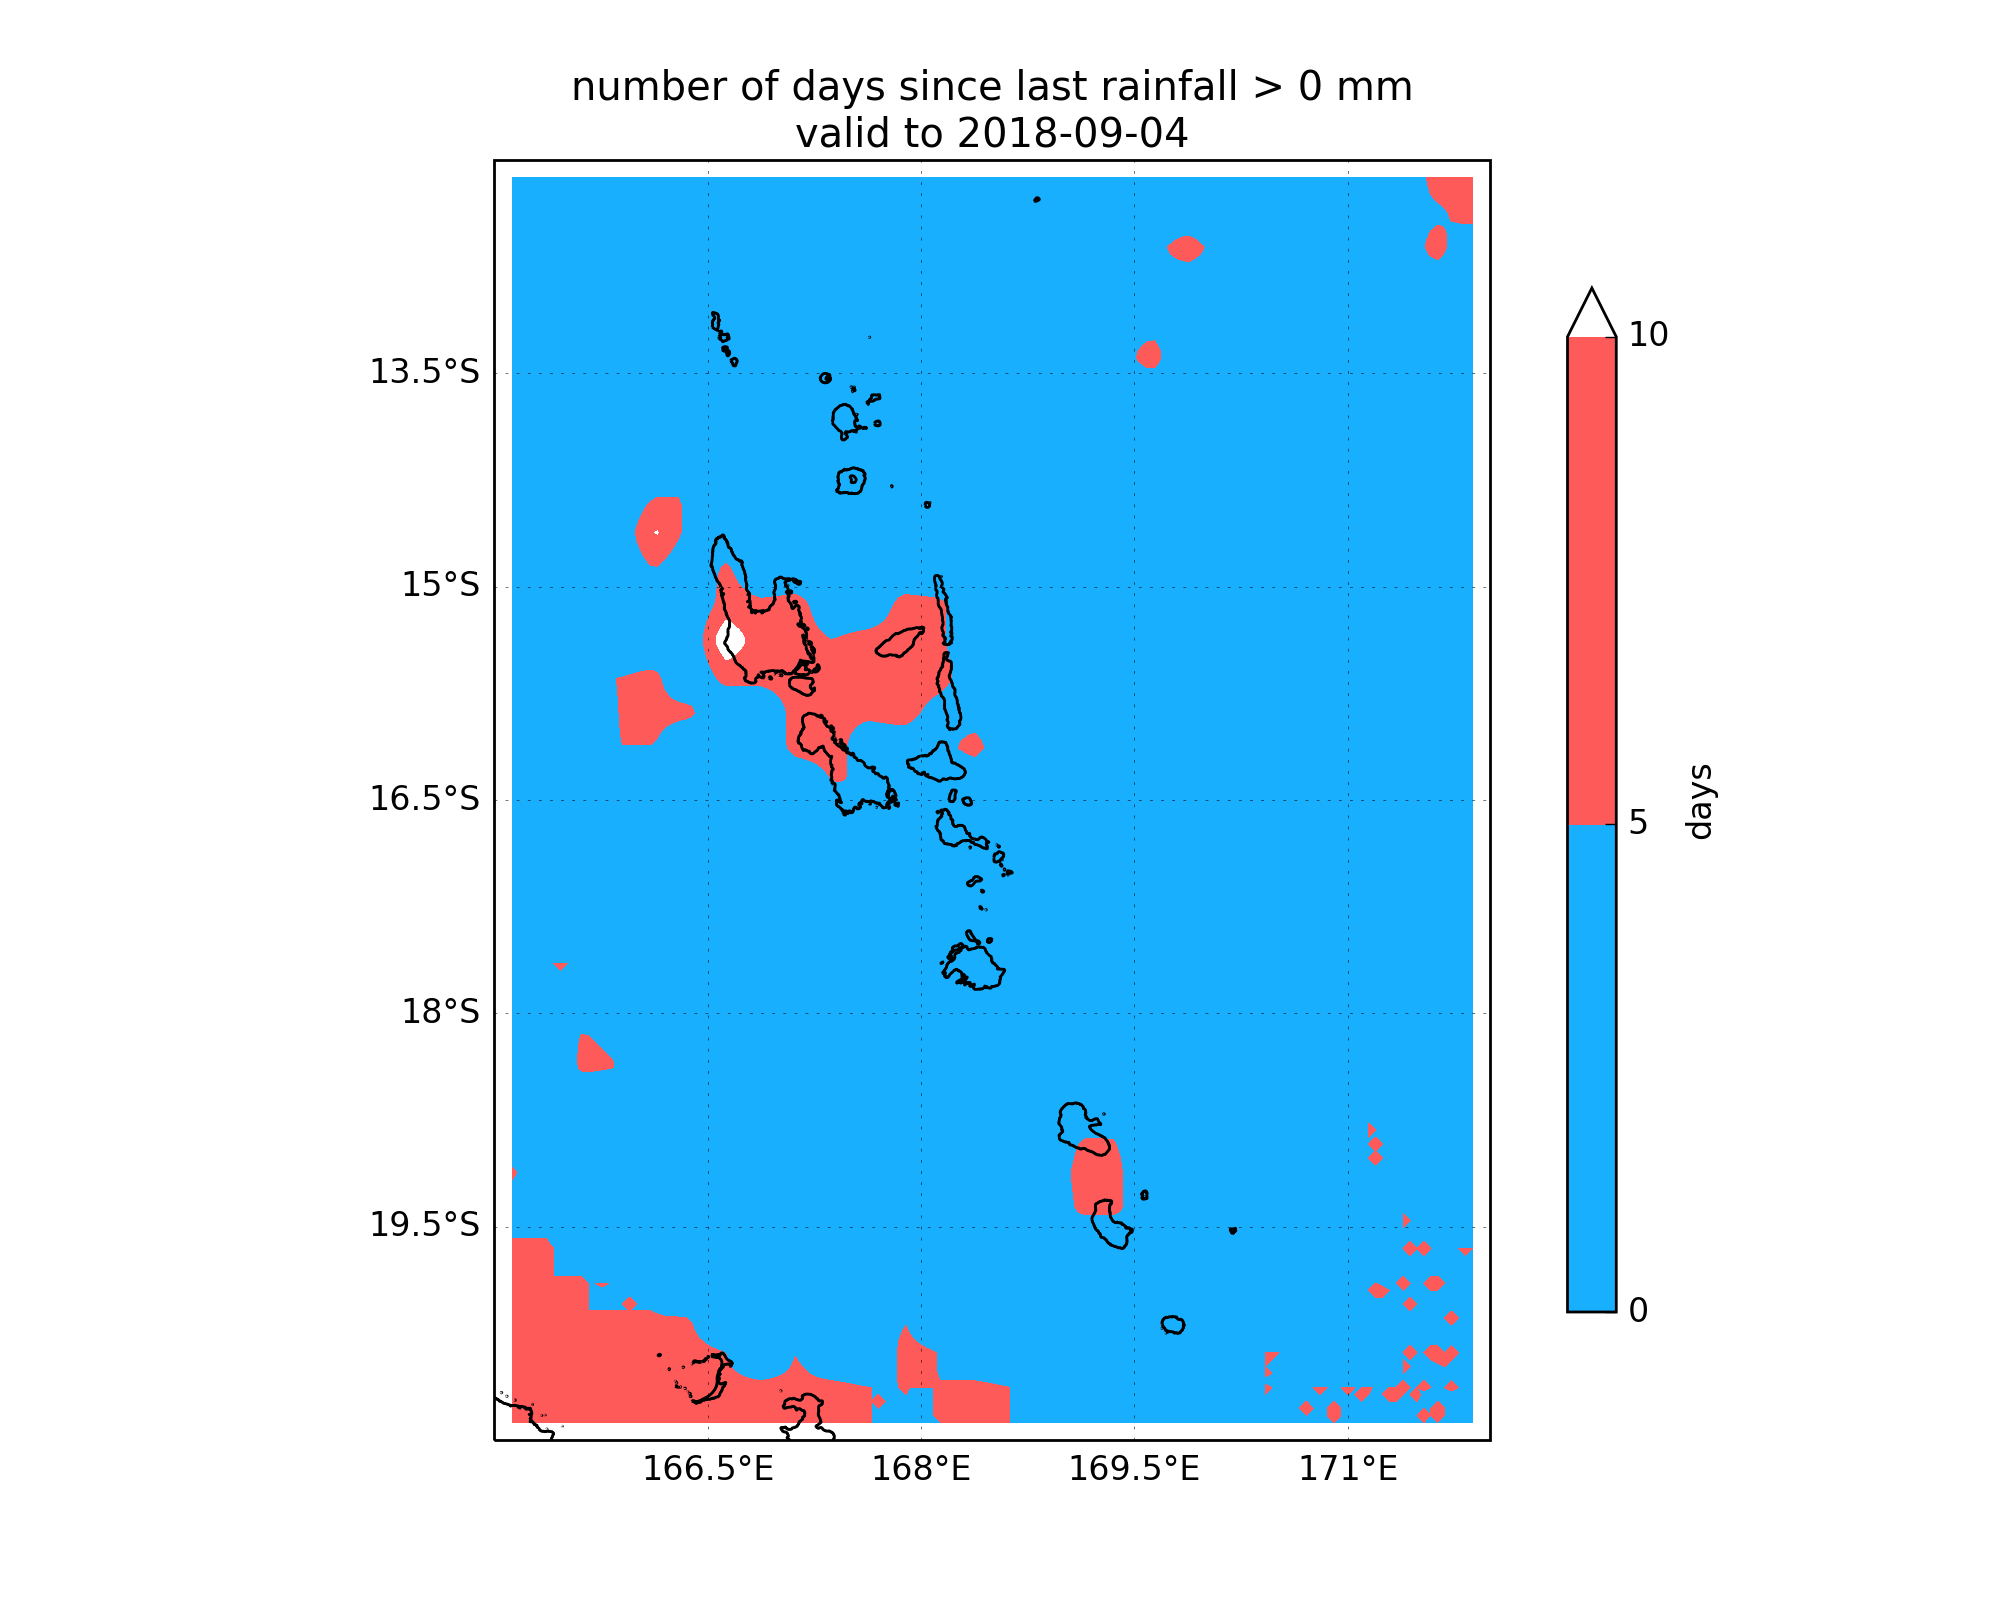 number of days since last rainfall > 0 mm
valid to 2018-09-04
13.5°S
15°S
16.5°S
18°S
19.5°S
166.5°E
168°E
169.5°E
171°E
10
5
0
days